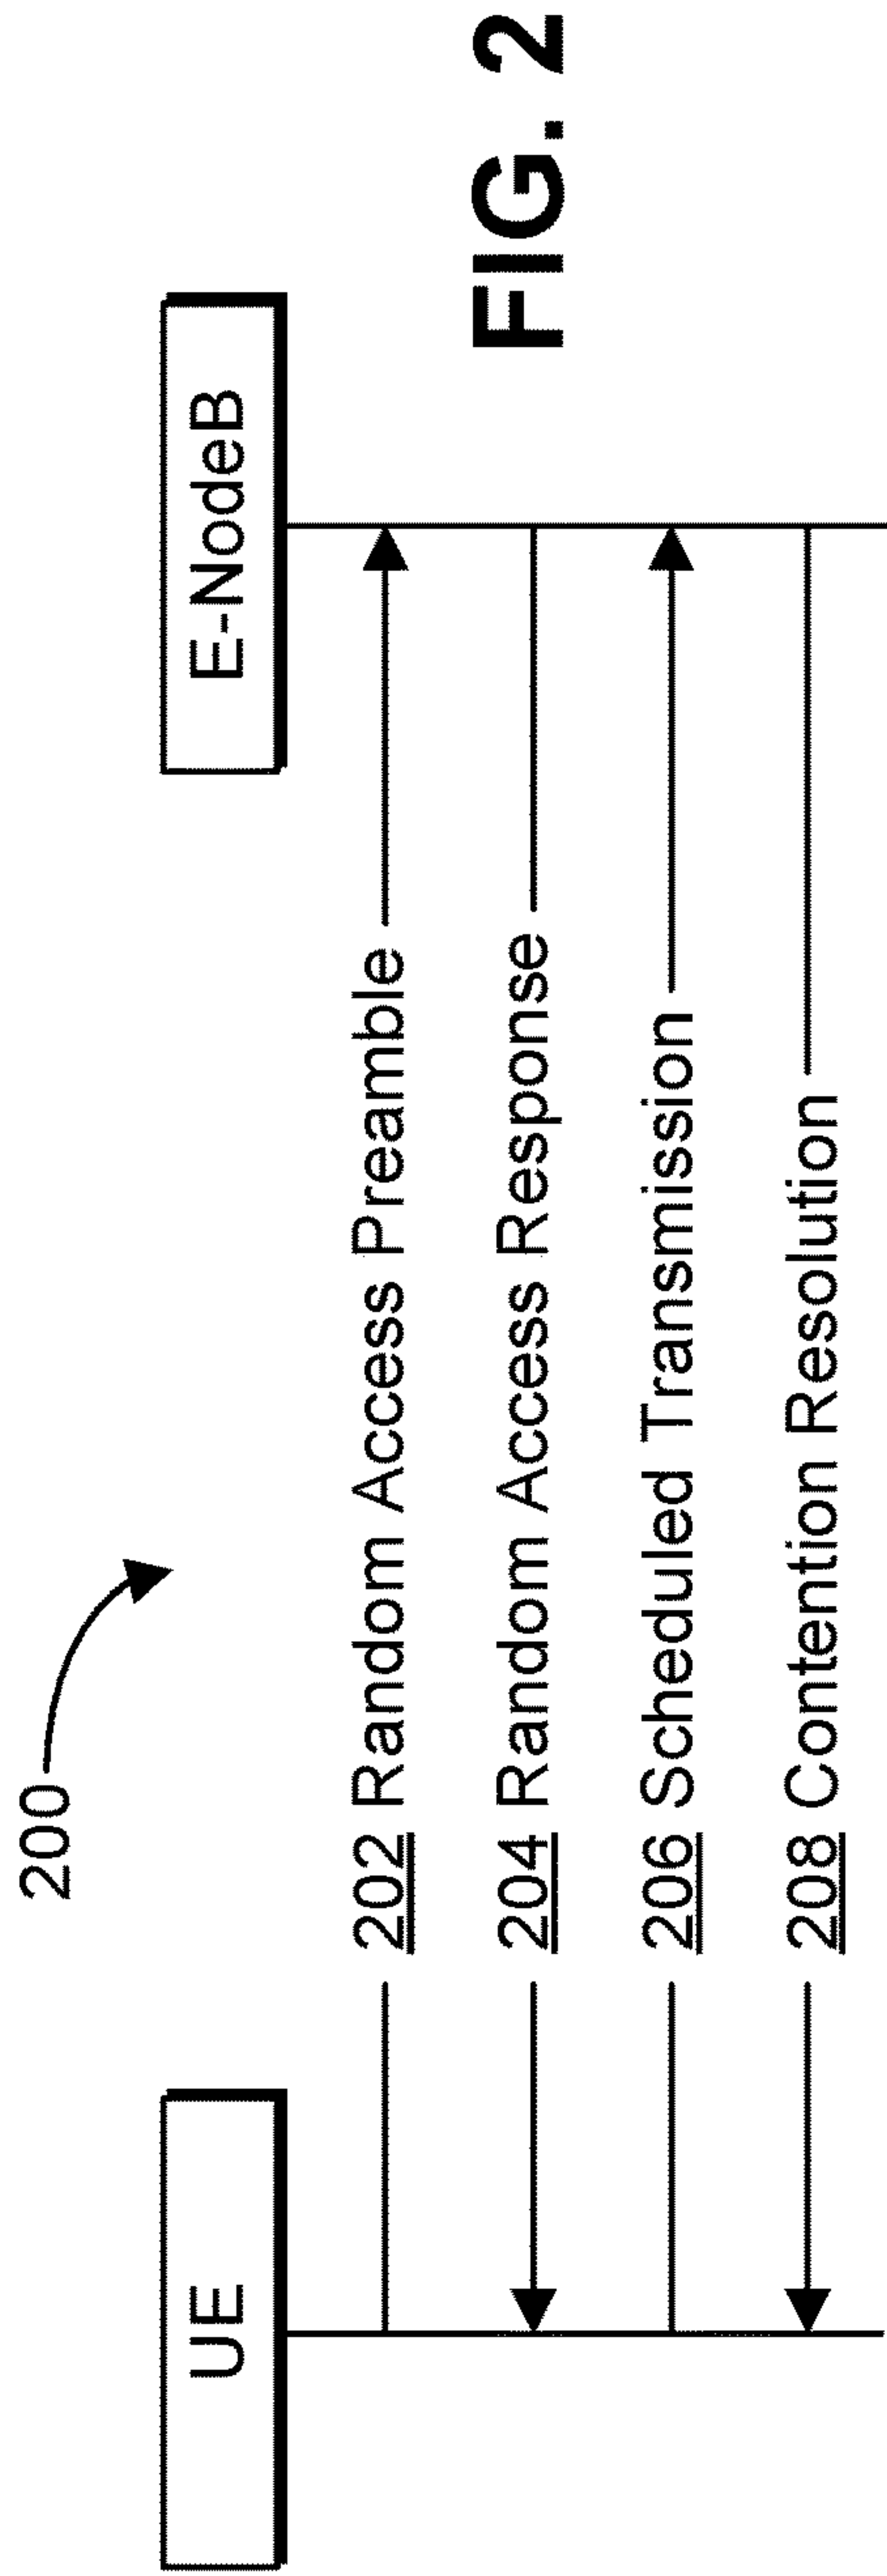 200
UE
E-NodeB
202 Random Access Preamble
204 Random Access Response
206 Scheduled Transmission
208 Contention Resolution
FIG. 2